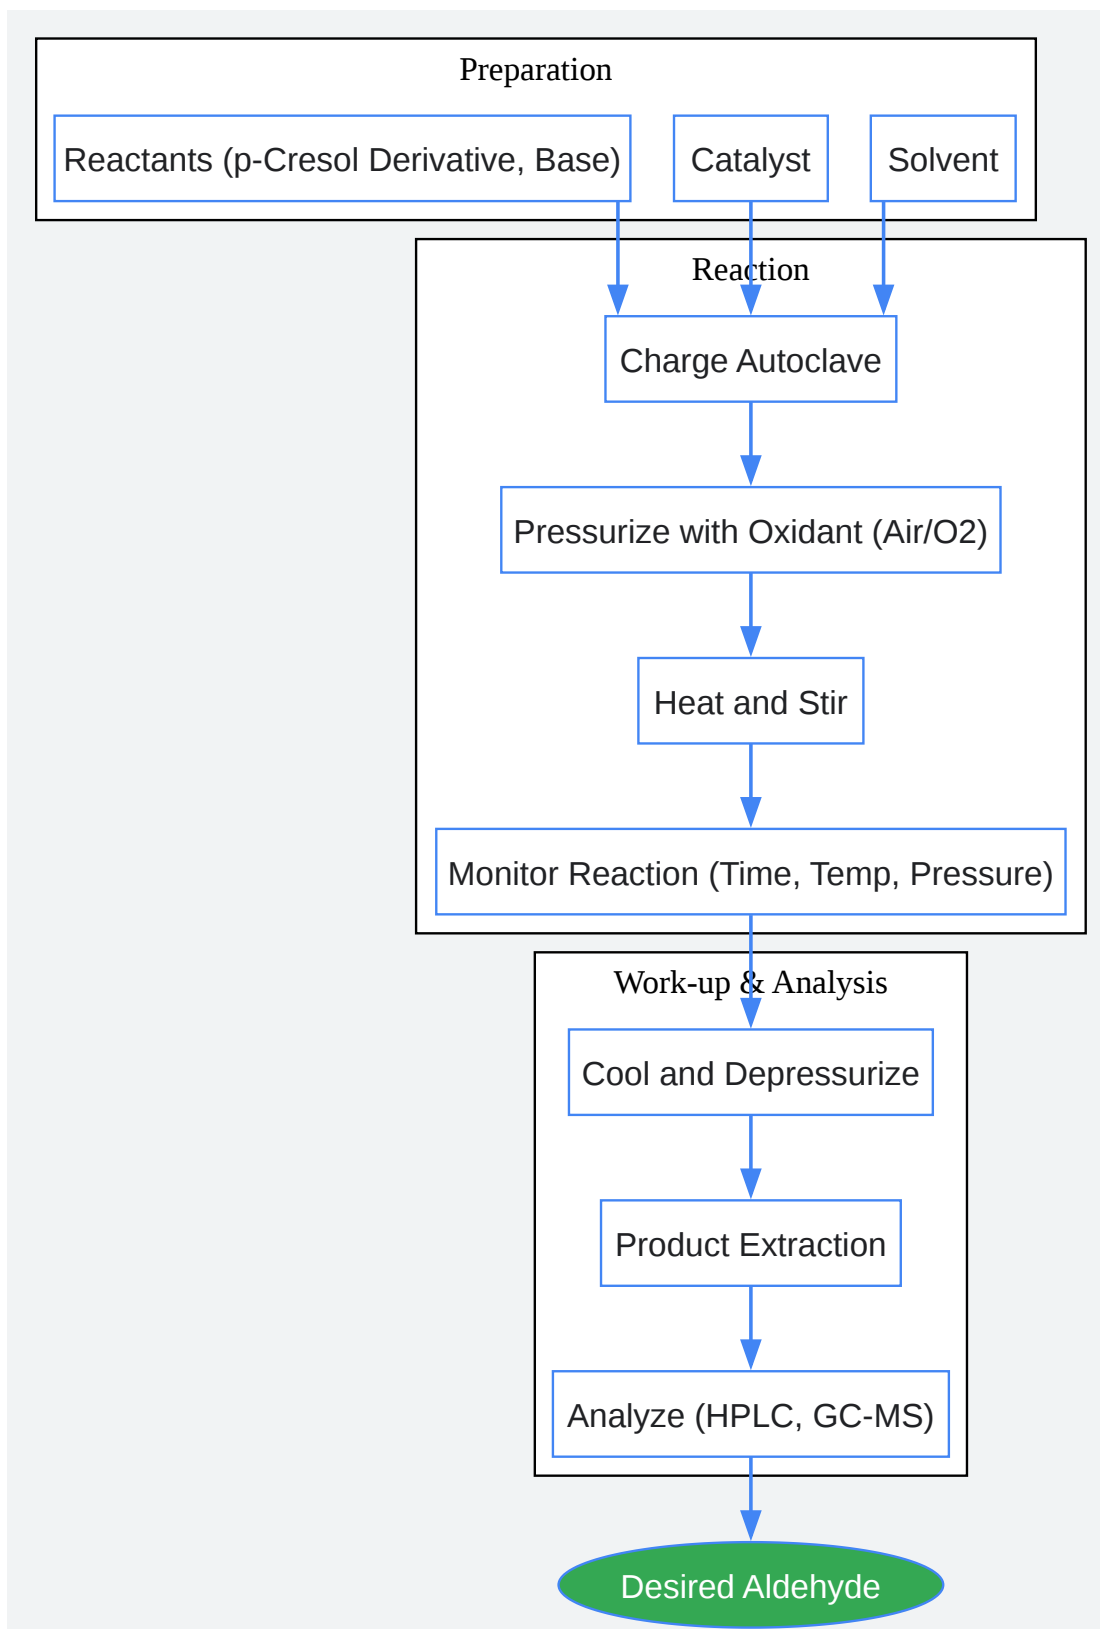 Preparation
Reactants (p-Cresol Derivative, Base)
Catalyst
Solvent
Reaction
Charge Autoclave
Pressurize with Oxidant (Air/O2)
Heat and Stir
Monitor Reaction (Time, Temp, Pressure)
Work-up & Analysis
Cool and Depressurize
Product Extraction
Analyze (HPLC, GC-MS)
Desired Aldehyde